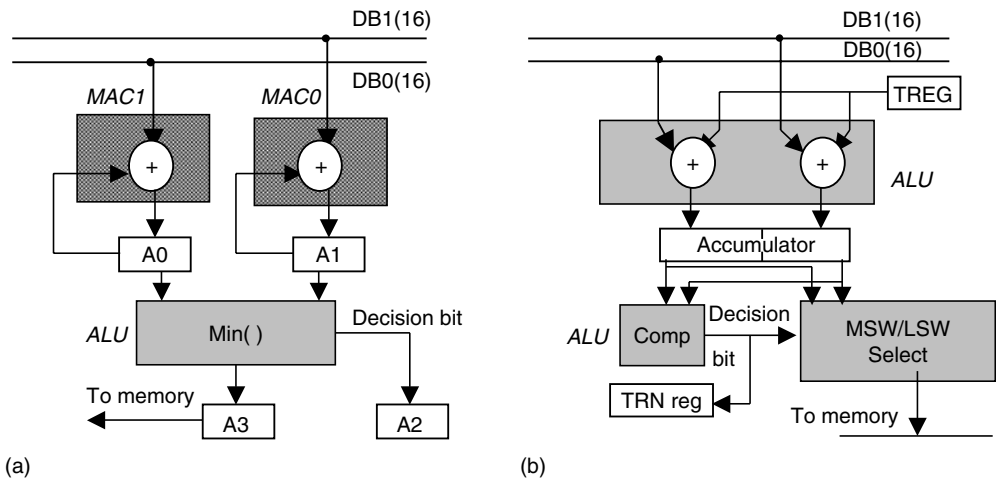 DB1(16)
DB0(16)
MAC1
MAC0
+
+
A0
A1
ALU
Min( )
Decision bit
To memory
A3
A2
(a)
DB1(16)
DB0(16)
TREG
+
+
ALU
Accumulator
ALU
Comp
Decision
bit
MSW/LSW
Select
TRN reg
To memory
(b)